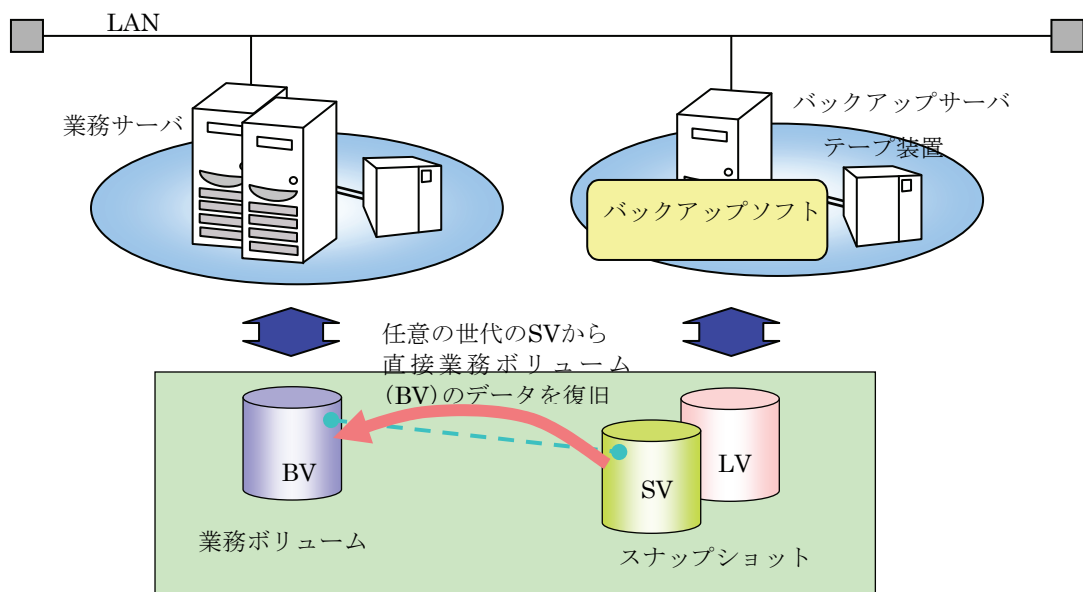 LAN
業務サーバ
バックアップサーバ
テープ装置
バックアップソフト
任意の世代のSVから
直接業務ボリューム
(BV)のデータを復旧
BV
SV
LV
業務ボリューム
スナップショット